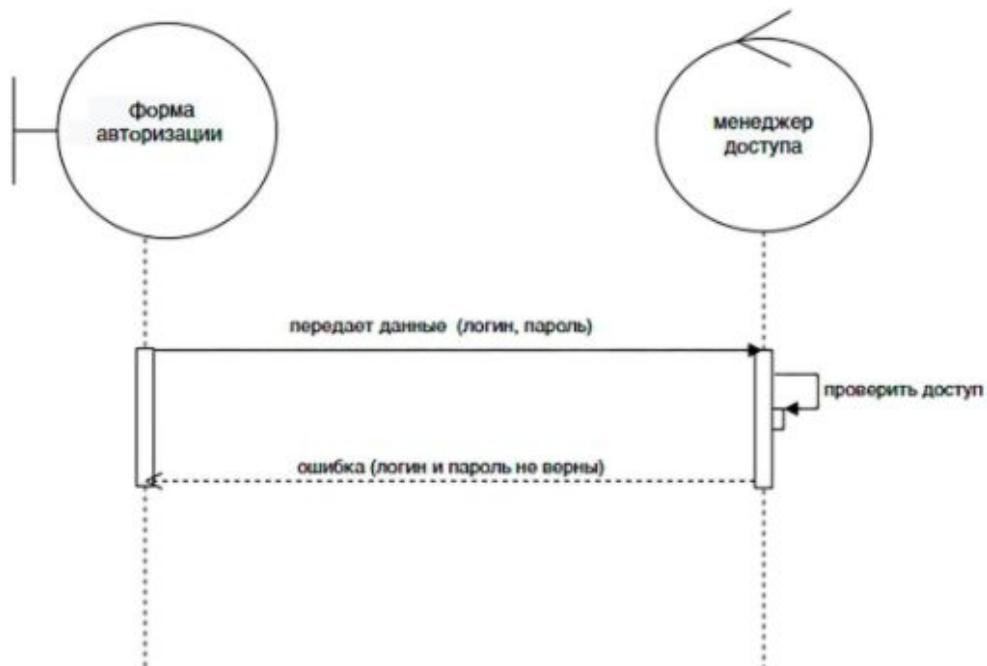 форма
авторизации
менеджер
доступа
передает данные (логин, пароль)
проверить доступ
ошибка (логин и пароль не верны)